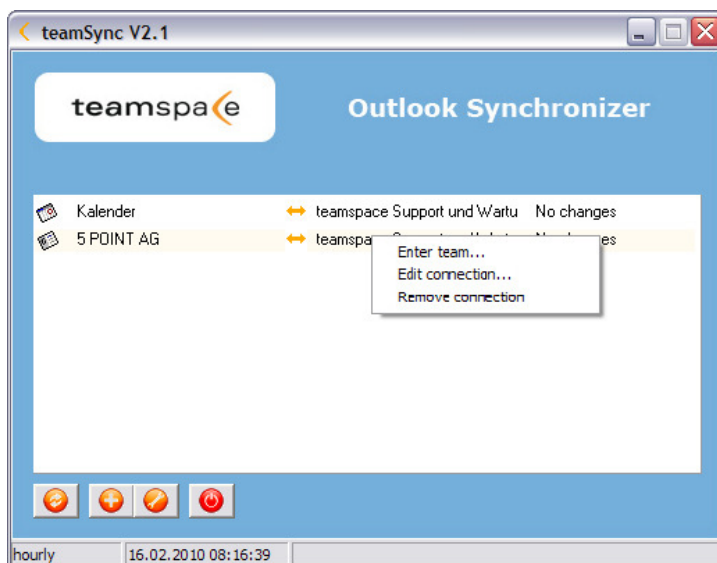 teamSync V2.1
teamspace
Outlook Synchronizer
Kalender teamspace Support und Wartu No changes
5 POINT AG teamspa es
Enter team...
Edit connection...
Remove connection
hourly 16.02.2010 08:16:39